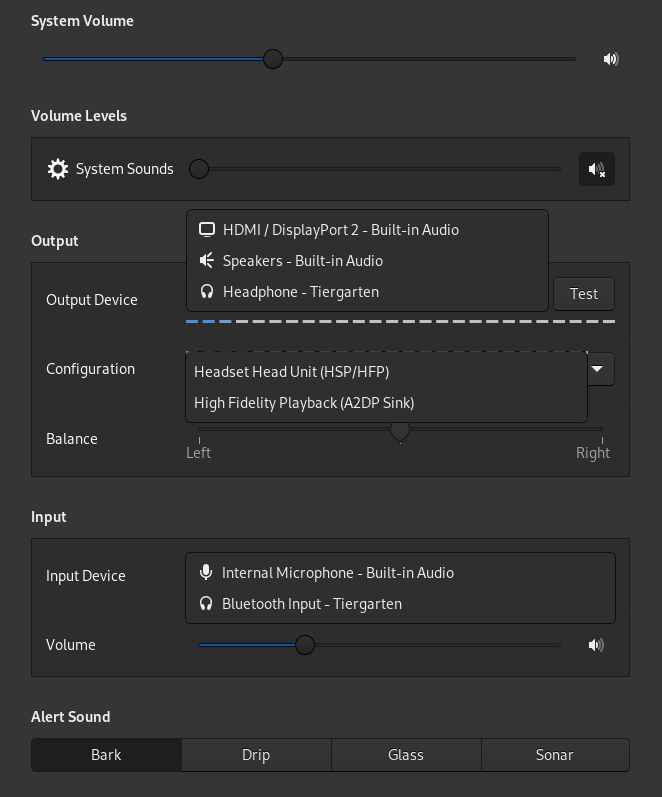 System Volume
Volume Levels
System Sounds
Output
HDMI / DisplayPort 2 - Built-in Audio
Speakers - Built-in Audio
Output Device
Headphone - Tiergarten
Test
Configuration
Headset Head Unit (HSP/HFP)
High Fidelity Playback (A2DP Sink)
Balance
Left Right
Input
Input Device
Internal Microphone - Built-in Audio
Bluetooth Input - Tiergarten
Volume
Alert Sound
Bark Drip Glass Sonar